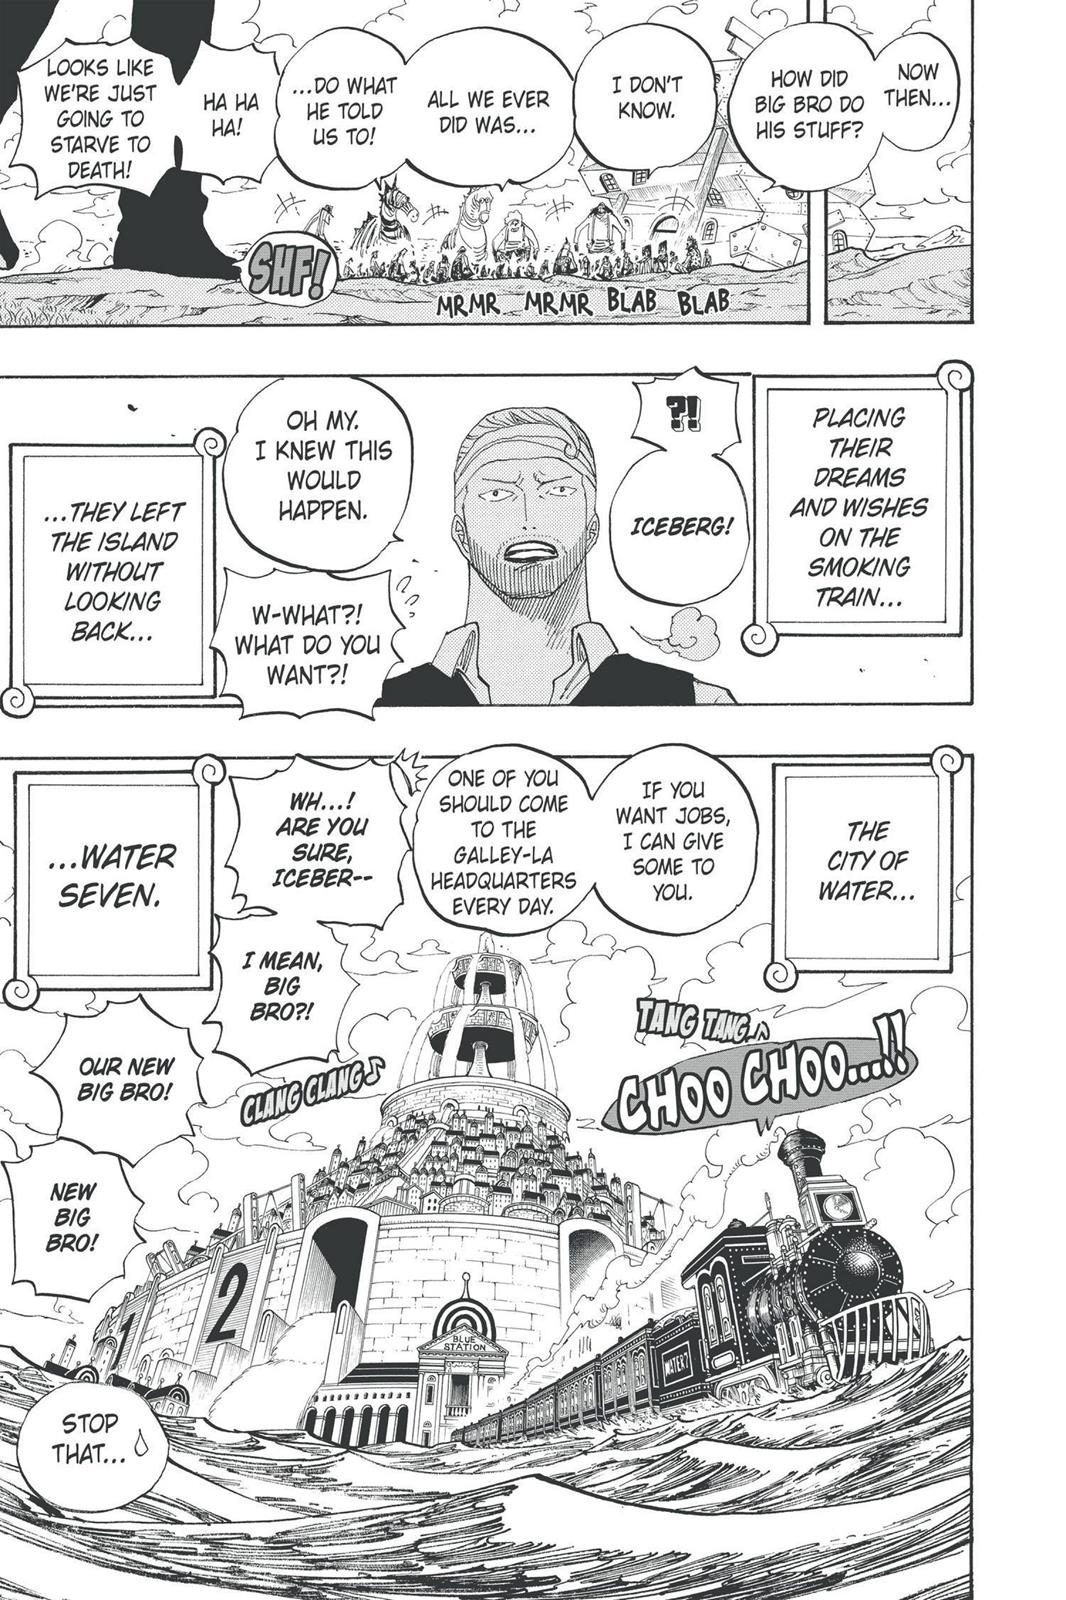 NOW
THEN...
HOW DID
BIG BRO DO
HIS STUFF?
I DON'T
KNOW.
ALL WE EVER
DID WAS...
...DO WHAT
HE TOLD
US TO!
HA HA
HA!
LOOKS LIKE
WE'RE JUST
GOING TO
STARVE TO
DEATH!
SHF!
MRMR MRMR BLAB BLAB
PLACING
THEIR
DREAMS
AND WISHES
ON THE
SMOKING
TRAIN...
?!
ICEBERG!
OH MY.
I KNEW THIS
WOULD
HAPPEN.
W-WHAT?!
WHAT DO YOU
WANT?!
...THEY LEFT
THE ISLAND
WITHOUT
LOOKING
BACK...
THE
CITY OF
WATER...
IF YOU
WANT JOBS,
I CAN GIVE
SOME TO
YOU.
ONE OF YOU
SHOULD COME
TO THE
GALLEY-LA
HEADQUARTERS
EVERY DAY.
WH...!
ARE YOU
SURE,
ICEBER--
I MEAN,
BIG
BRO?!
...WATER
SEVEN.
TANG TANG♪
CHOO CHOO....!!
CLANG CLANG♪
OUR NEW
BIG BRO!
NEW
BIG
BRO!
1
2
BLUE
STATION
WATER7
STOP
THAT...